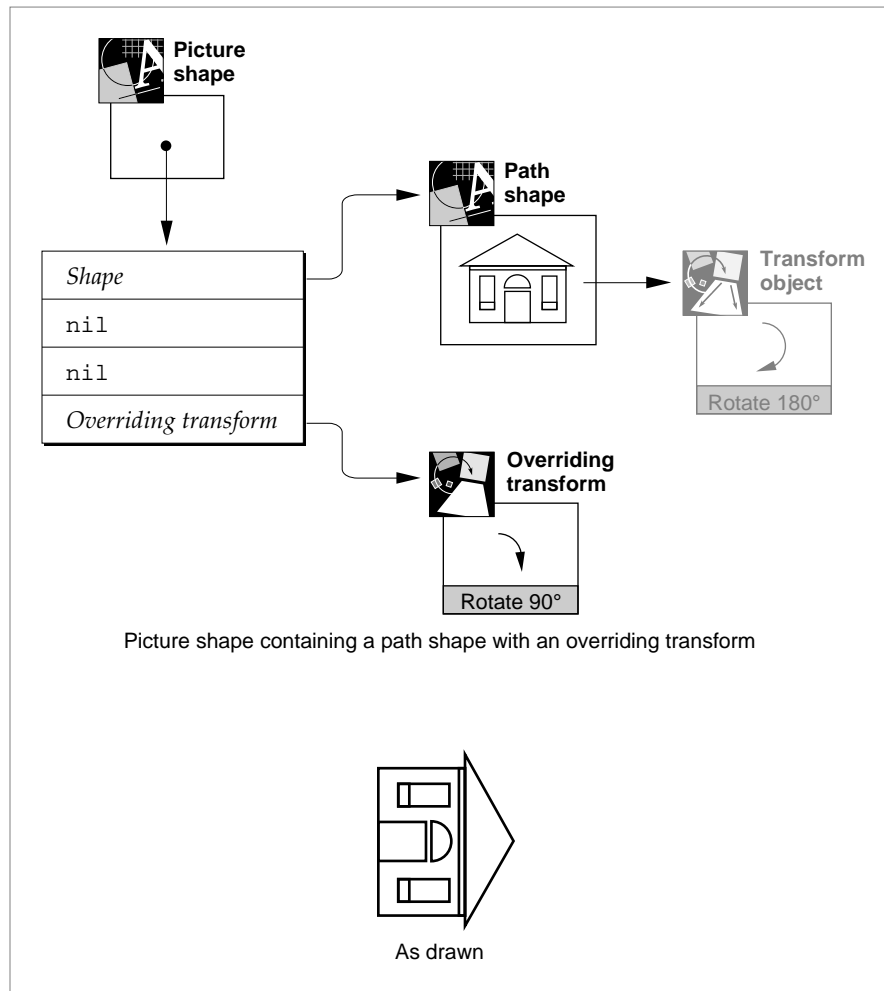 Picture
shape
Path
shape
Transform
object
Shape
nil
nil
Overriding transform
Rotate 180°
Overriding
transform
Rotate 90°
Picture shape containing a path shape with an overriding transform
As drawn